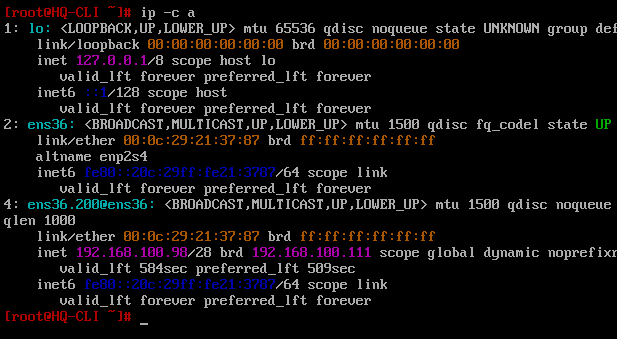 [root@HQ-CLI ~]# ip -c a
1: lo: <LOOPBACK,UP,LOWER_UP> mtu 65536 qdisc noqueue state UNKNOWN group def
link/loopback 00:00:00:00:00:00 brd 00:00:00:00:00:00
inet 127.0.0.1/8 scope host lo
valid_lft forever preferred_lft forever
inet6 ::1/128 scope host
valid_lft forever preferred_lft forever
2: ens36: <BROADCAST,MULTICAST,UP,LOWER_UP> mtu 1500 qdisc fq_codel state UP
link/ether 00:0c:29:21:37:87 brd ff:ff:ff:ff:ff:ff
altname enp2s4
inet6 fe80::20c:29ff:fe21:3787/64 scope link
valid_lft forever preferred_lft forever
4: ens36.200@ens36: <BROADCAST,MULTICAST,UP,LOWER_UP> mtu 1500 qdisc noqueue
qlen 1000
link/ether 00:0c:29:21:37:87 brd ff:ff:ff:ff:ff:ff
inet 192.168.100.98/28 brd 192.168.100.111 scope global dynamic noprefixr
valid_lft 584sec preferred_lft 509sec
inet6 fe80::20c:29ff:fe21:3787/64 scope link
valid_lft forever preferred_lft forever
[root@HQ-CLI ~]# _